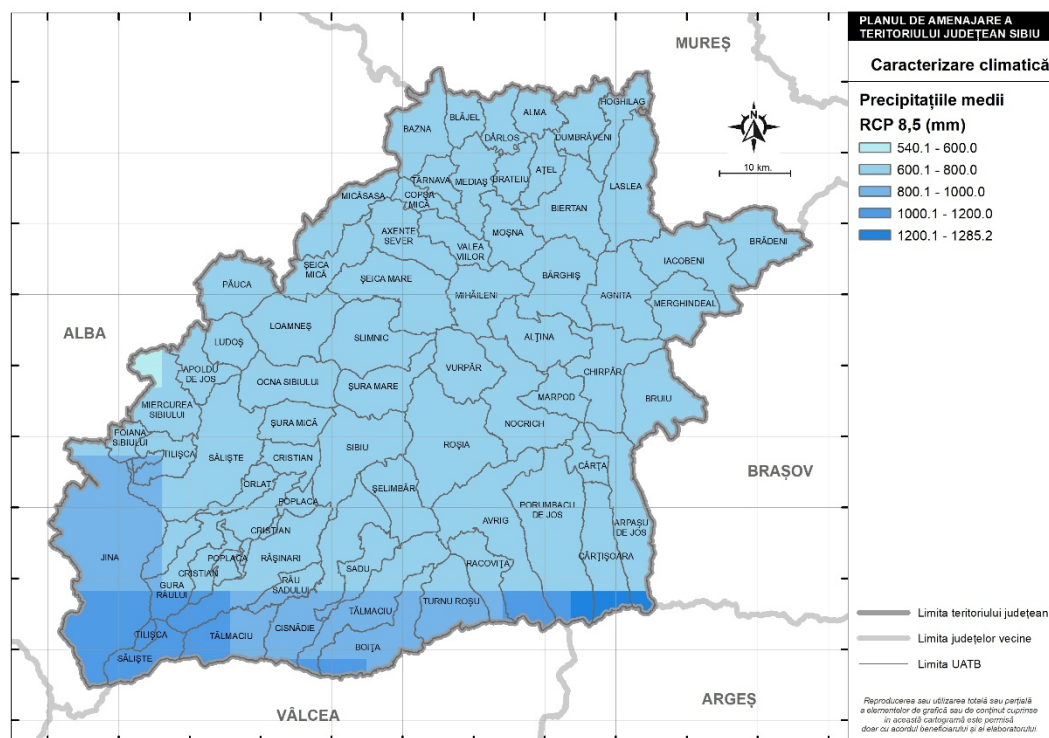 PLANUL DE AMENAJARE A
TERITORIULUI JUDEȚEAN SIBIU
Caracterizare climatică
Precipitațiile medii
RCP 8,5 (mm)
540.1 - 600.0
600.1 - 800.0
800.1 - 1000.0
1000.1 - 1200.0
1200.1 - 1285.2
MUREȘ
10 km.
HOGHILAG
ALMA
BLĂJEL
BAZNA
DÂRLOS
DUMBRĂVENI
AȚEL
TÂRNAVA
MEDIAȘ
BRATEIU
LASLEA
MICĂSASA
COPȘA
MICĂ
BIERTAN
AXENTE
SEVER
MOȘNA
VALEA
VIILOR
BRĂDENI
IACOBENI
ȘEICA
MICĂ
ȘEICA MARE
BÂRGHIȘ
PĂUCA
MIHĂILENI
AGNITA
MERGHINDEAL
ALBA
LOAMNEȘ
LUDOȘ
SLIMNIC
ALȚINA
APOLDU
DE JOS
VURPĂR
CHIRPĂR
OCNA SIBIULUI
ȘURA MARE
MARPOD
BRUIU
MIERCUREA
SIBIULUI
ȘURA MICĂ
NOCRICH
POIANA
SIBIULUI
TILIȘCA
SĂLIȘTE
CRISTIAN
SIBIU
ROȘIA
CÂRȚA
BRAȘOV
ORLAT
ȘELIMBĂR
POPLACA
PORUMBACU
DE JOS
AVRIG
ARPAȘU
DE JOS
CRISTIAN
JINA
POPLACA
RĂȘINARI
CÂRȚIȘOARA
CRISTIAN
SADU
RACOVIȚA
GURA
RÂULUI
RÂU
SADULUI
TURNU ROȘU
TĂLMACIU
TILIȘCA
TĂLMACIU
CISNĂDIE
BOIȚA
SĂLIȘTE
VÂLCEA
ARGEȘ
Limita teritoriului județean
Limita județelor vecine
Limita UATB
Reproducerea sau utilizarea totală sau parțială
a elementelor de grafică sau de conținut cuprinse
în această cartogramă este permisă
doar cu acordul beneficiarului și al elaboratorului.